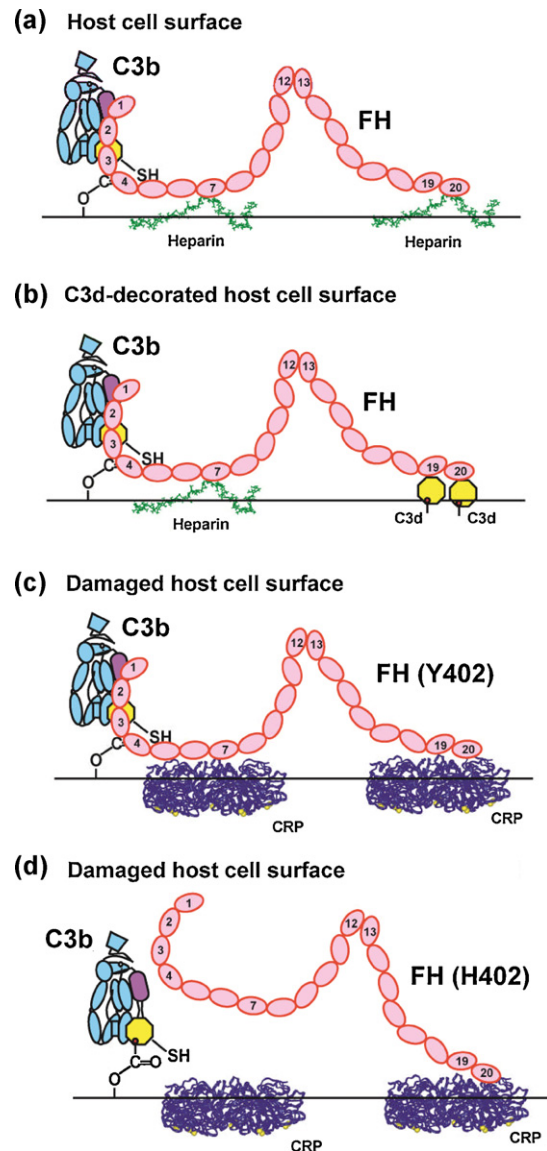 (a) Host cell surface
C3b
12 13
1
FH
2
3
SH
4
C
7
19 20
O
Heparin
Heparin
(b) C3d-decorated host cell surface
C3b
12 13
1
FH
2
3
SH
4
C
7
19 20
O
Heparin
C3d
C3d
(c) Damaged host cell surface
C3b
12 13
1
FH (Y402)
2
3
SH
4
C
7
19 20
O
CRP
CRP
(d) Damaged host cell surface
1
2
12
C3b
13
3
4
FH (H402)
7
SH
19
20
C=O
O
CRP
CRP